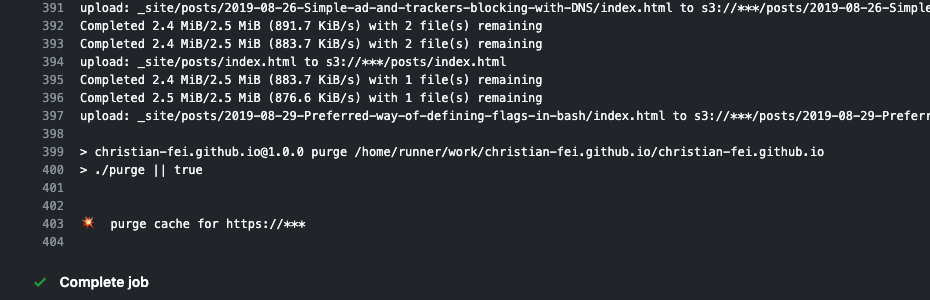 391 upload: _site/posts/2019-08-26-Simple-ad-and-trackers-blocking-with-DNS/index.html to s3://***/posts/2019-08-26-Simple
392 Completed 2.4 MiB/2.5 MiB (891.7 KiB/s) with 2 file(s) remaining
393 Completed 2.4 MiB/2.5 MiB (883.7 KiB/s) with 2 file(s) remaining
394 upload: _site/posts/index.html to s3://***/posts/index.html
395 Completed 2.4 MiB/2.5 MiB (883.7 KiB/s) with 1 file(s) remaining
396 Completed 2.5 MiB/2.5 MiB (876.6 KiB/s) with 1 file(s) remaining
397 upload: _site/posts/2019-08-29-Preferred-way-of-defining-flags-in-bash/index.html to s3://***/posts/2019-08-29-Preferr
398
399 > christian-fei.github.io@1.0.0 purge /home/runner/work/christian-fei.github.io/christian-fei.github.io
400 > ./purge || true
401
402
403 💥 purge cache for https://***
404
Complete job